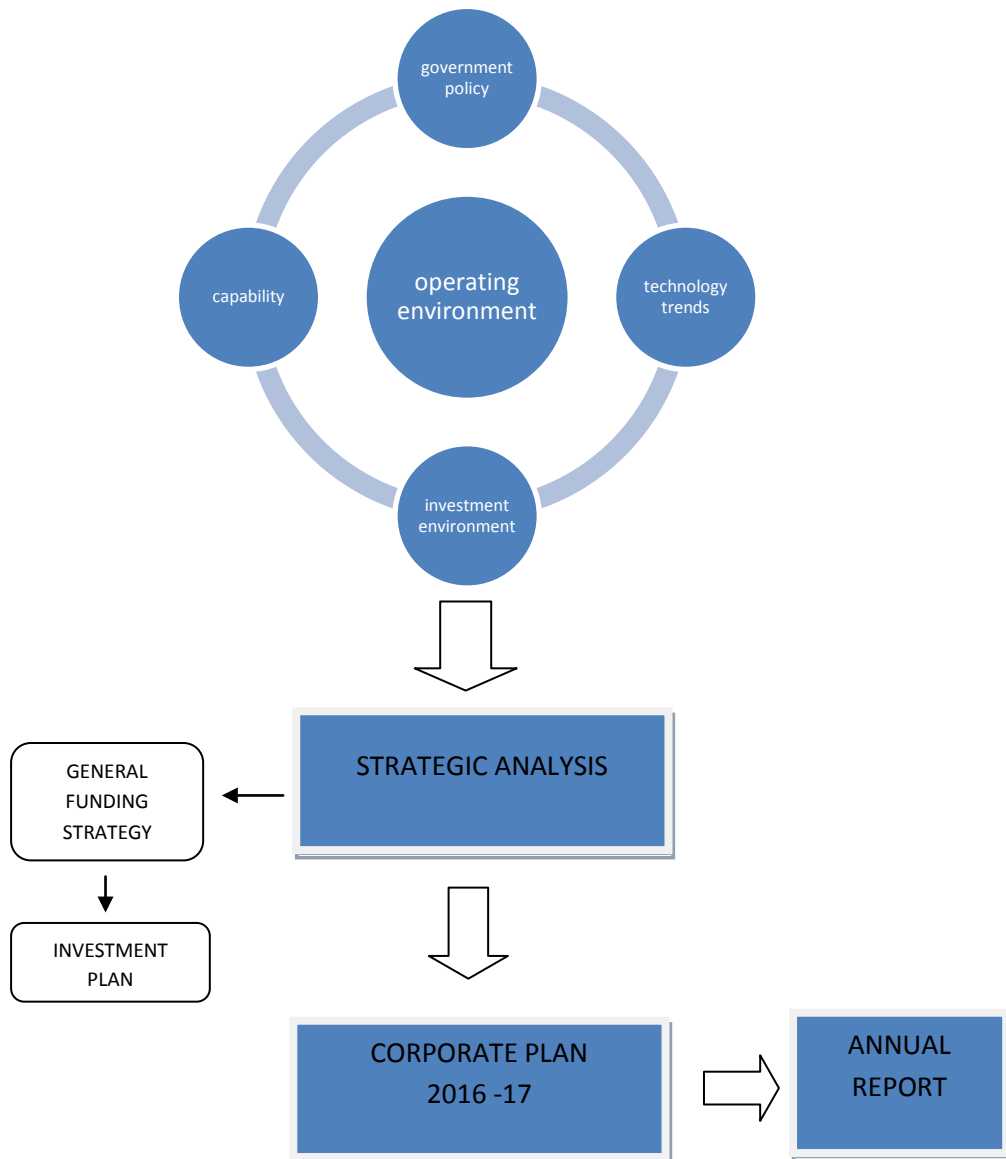 government
policy
capability
operating
environment
technology
trends
investment
environment
STRATEGIC ANALYSIS
GENERAL
FUNDING
STRATEGY
INVESTMENT
PLAN
CORPORATE PLAN
2016 -17
ANNUAL
REPORT